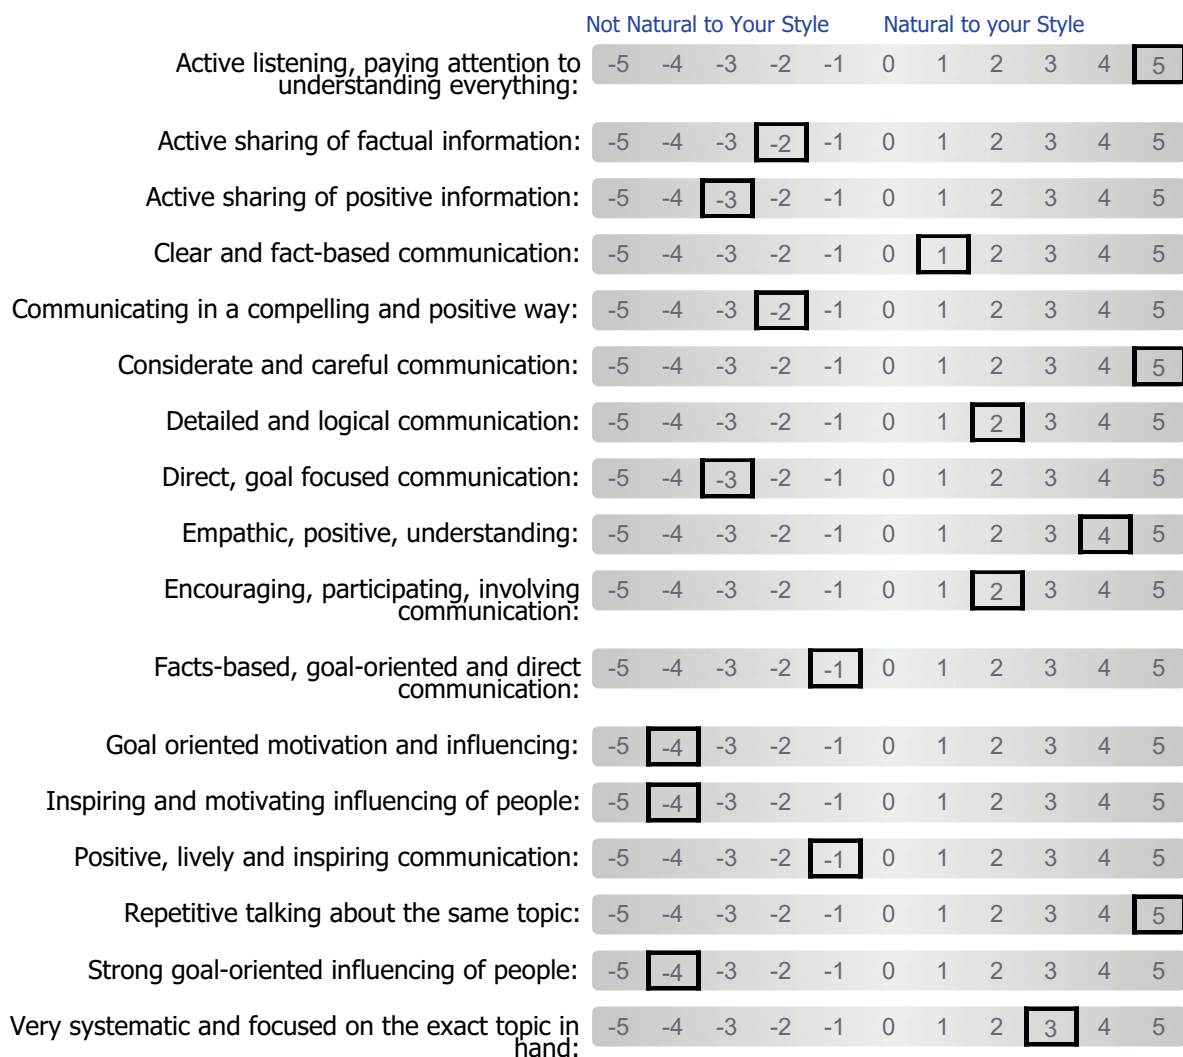 Not Natural to Your Style Natural to your Style
Active listening, paying attention to
understanding everything: -5 -4 -3 -2 -1 0 1 2 3 4 5
Active sharing of factual information: -5 -4 -3 -2 -1 0 1 2 3 4 5
Active sharing of positive information: -5 -4 -3 -2 -1 0 1 2 3 4 5
Clear and fact-based communication: -5 -4 -3 -2 -1 0 1 2 3 4 5
Communicating in a compelling and positive way: -5 -4 -3 -2 -1 0 1 2 3 4 5
Considerate and careful communication: -5 -4 -3 -2 -1 0 1 2 3 4 5
Detailed and logical communication: -5 -4 -3 -2 -1 0 1 2 3 4 5
Direct, goal focused communication: -5 -4 -3 -2 -1 0 1 2 3 4 5
Empathic, positive, understanding: -5 -4 -3 -2 -1 0 1 2 3 4 5
Encouraging, participating, involving
communication: -5 -4 -3 -2 -1 0 1 2 3 4 5
Facts-based, goal-oriented and direct
communication: -5 -4 -3 -2 -1 0 1 2 3 4 5
Goal oriented motivation and influencing: -5 -4 -3 -2 -1 0 1 2 3 4 5
Inspiring and motivating influencing of people: -5 -4 -3 -2 -1 0 1 2 3 4 5
Positive, lively and inspiring communication: -5 -4 -3 -2 -1 0 1 2 3 4 5
Repetitive talking about the same topic: -5 -4 -3 -2 -1 0 1 2 3 4 5
Strong goal-oriented influencing of people: -5 -4 -3 -2 -1 0 1 2 3 4 5
Very systematic and focused on the exact topic in
hand: -5 -4 -3 -2 -1 0 1 2 3 4 5